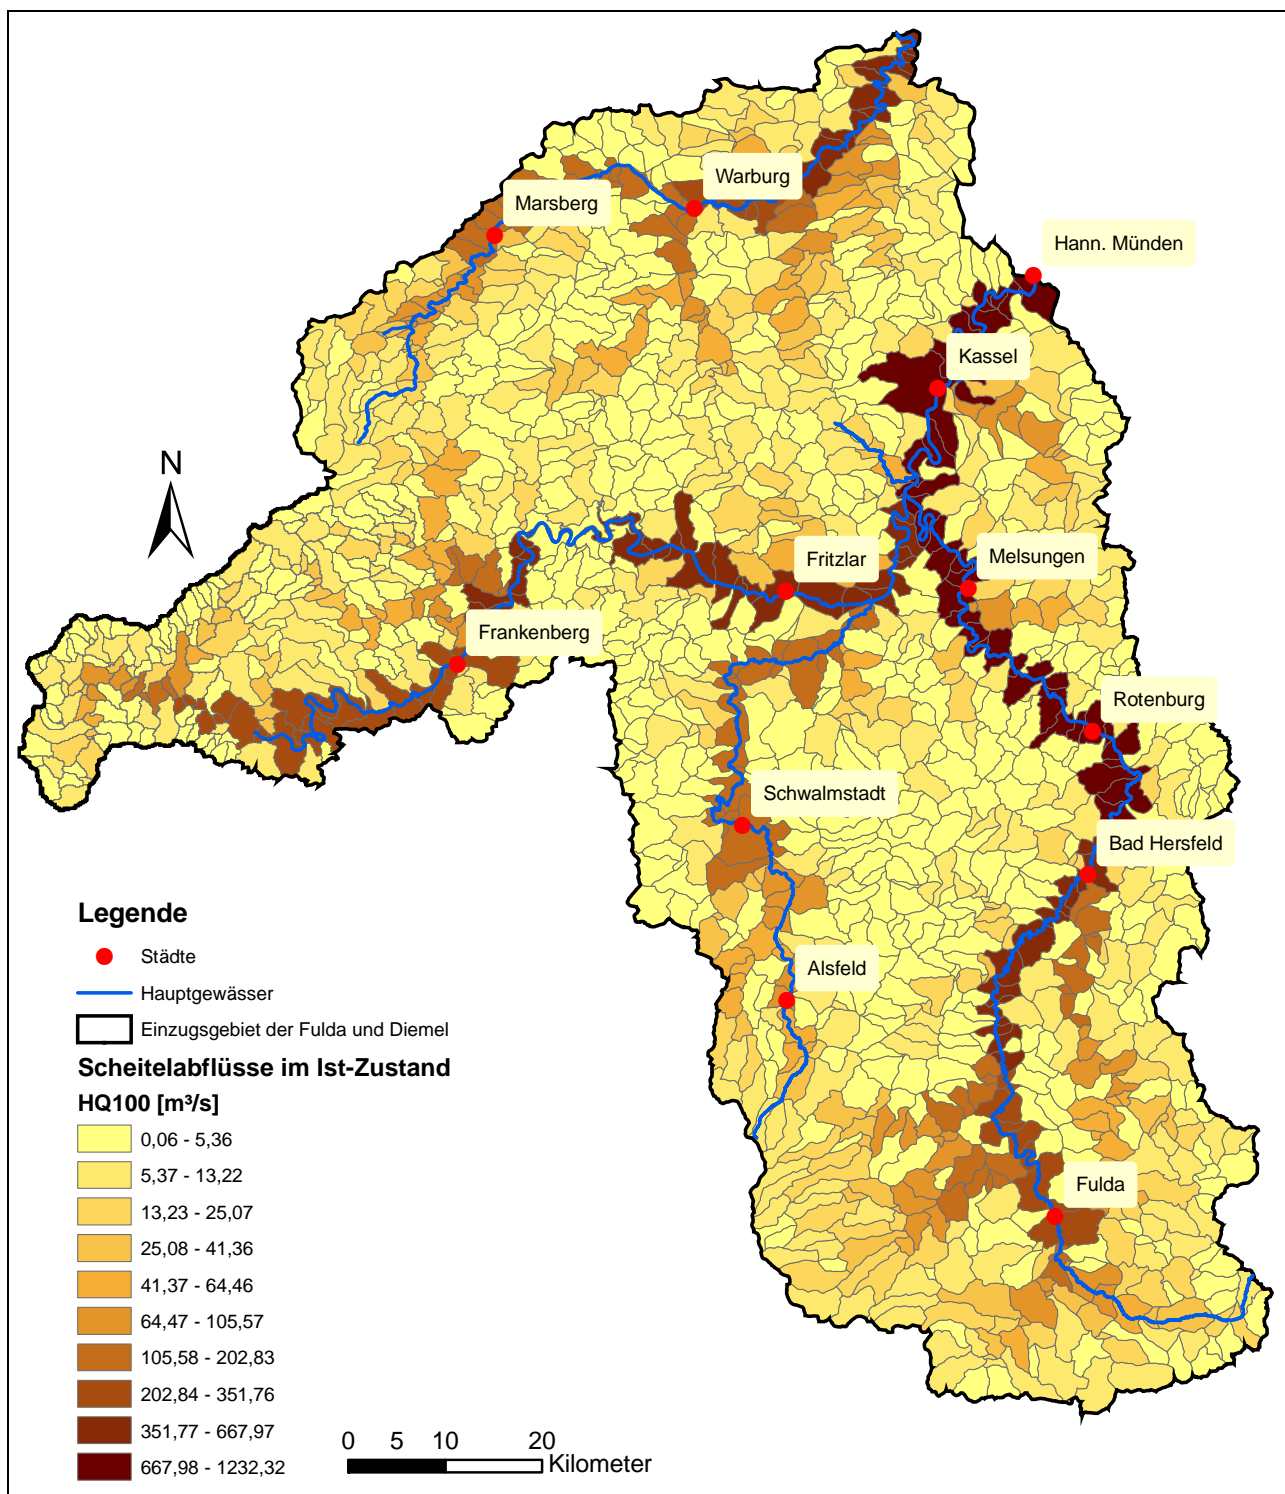 Warburg
Marsberg
Hann. Münden
Kassel
N
Fritzlar
Melsungen
Frankenberg
Rotenburg
Schwalmstadt
Bad Hersfeld
Alsfeld
Fulda
Legende
Städte
Hauptgewässer
Einzugsgebiet der Fulda und Diemel
Scheitelabflüsse im Ist-Zustand
HQ100 [m³/s]
0,06 - 5,36
5,37 - 13,22
13,23 - 25,07
25,08 - 41,36
41,37 - 64,46
64,47 - 105,57
105,58 - 202,83
202,84 - 351,76
351,77 - 667,97
667,98 - 1232,32
0 5 10 20
Kilometer